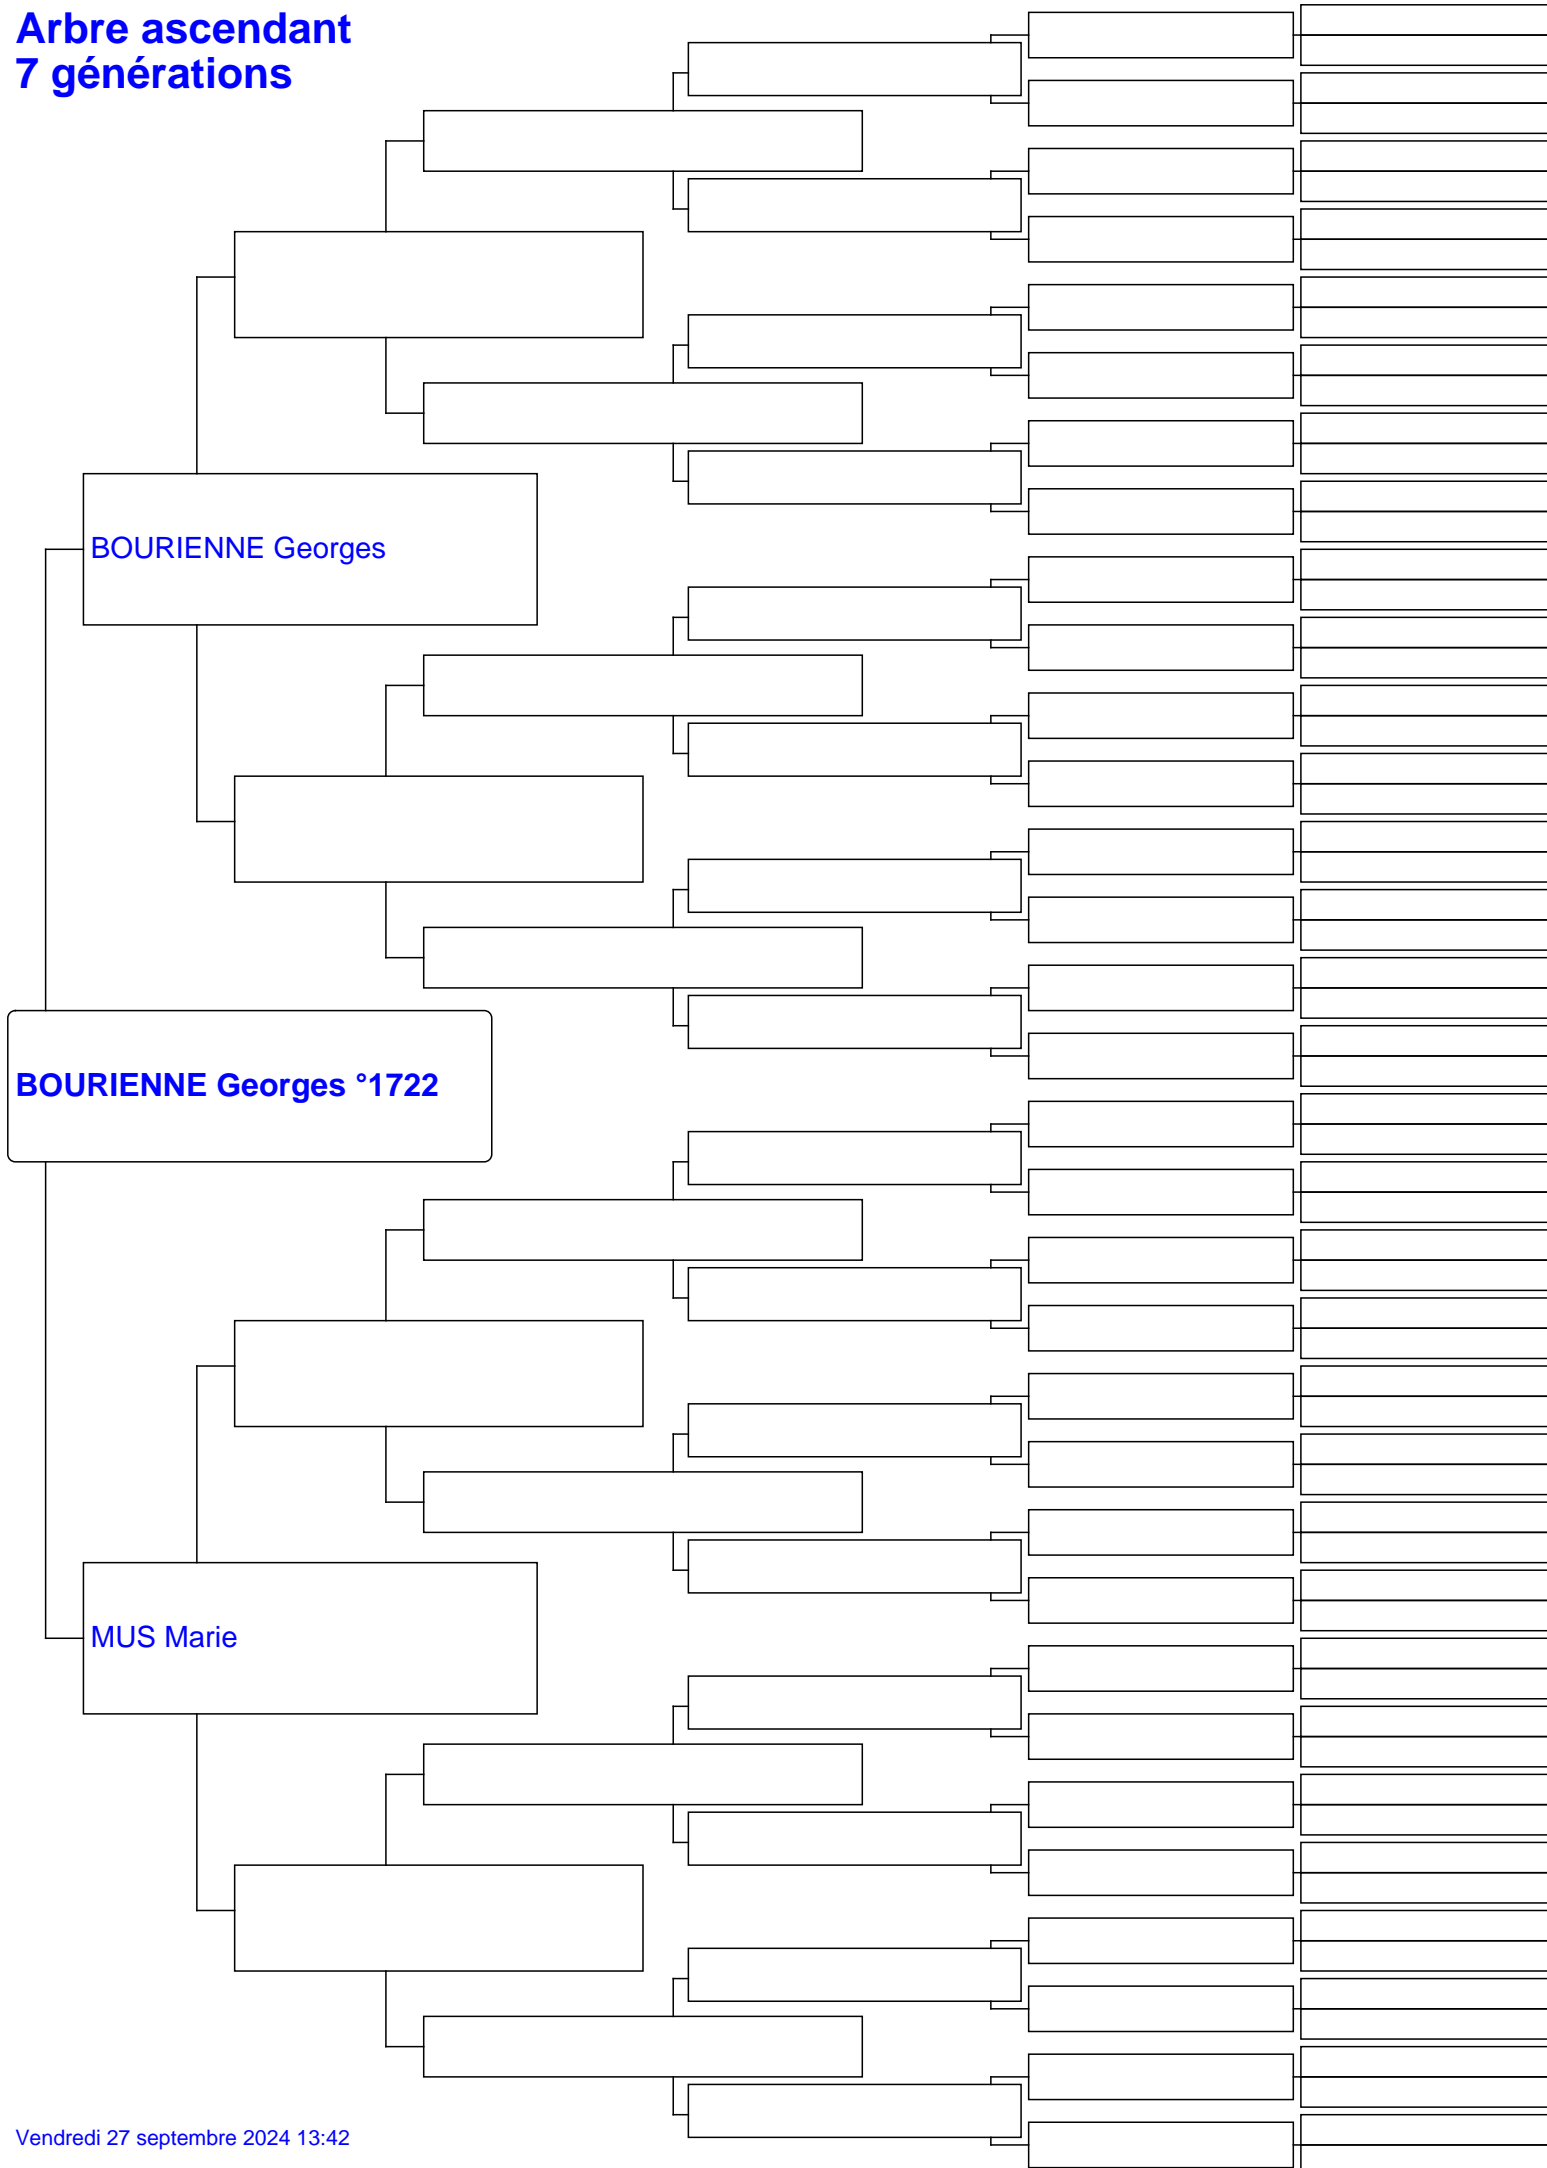 Arbre ascendant
7 générations
BOURIENNE Georges
BOURIENNE Georges °1722
MUS Marie
Vendredi 27 septembre 2024 13:42